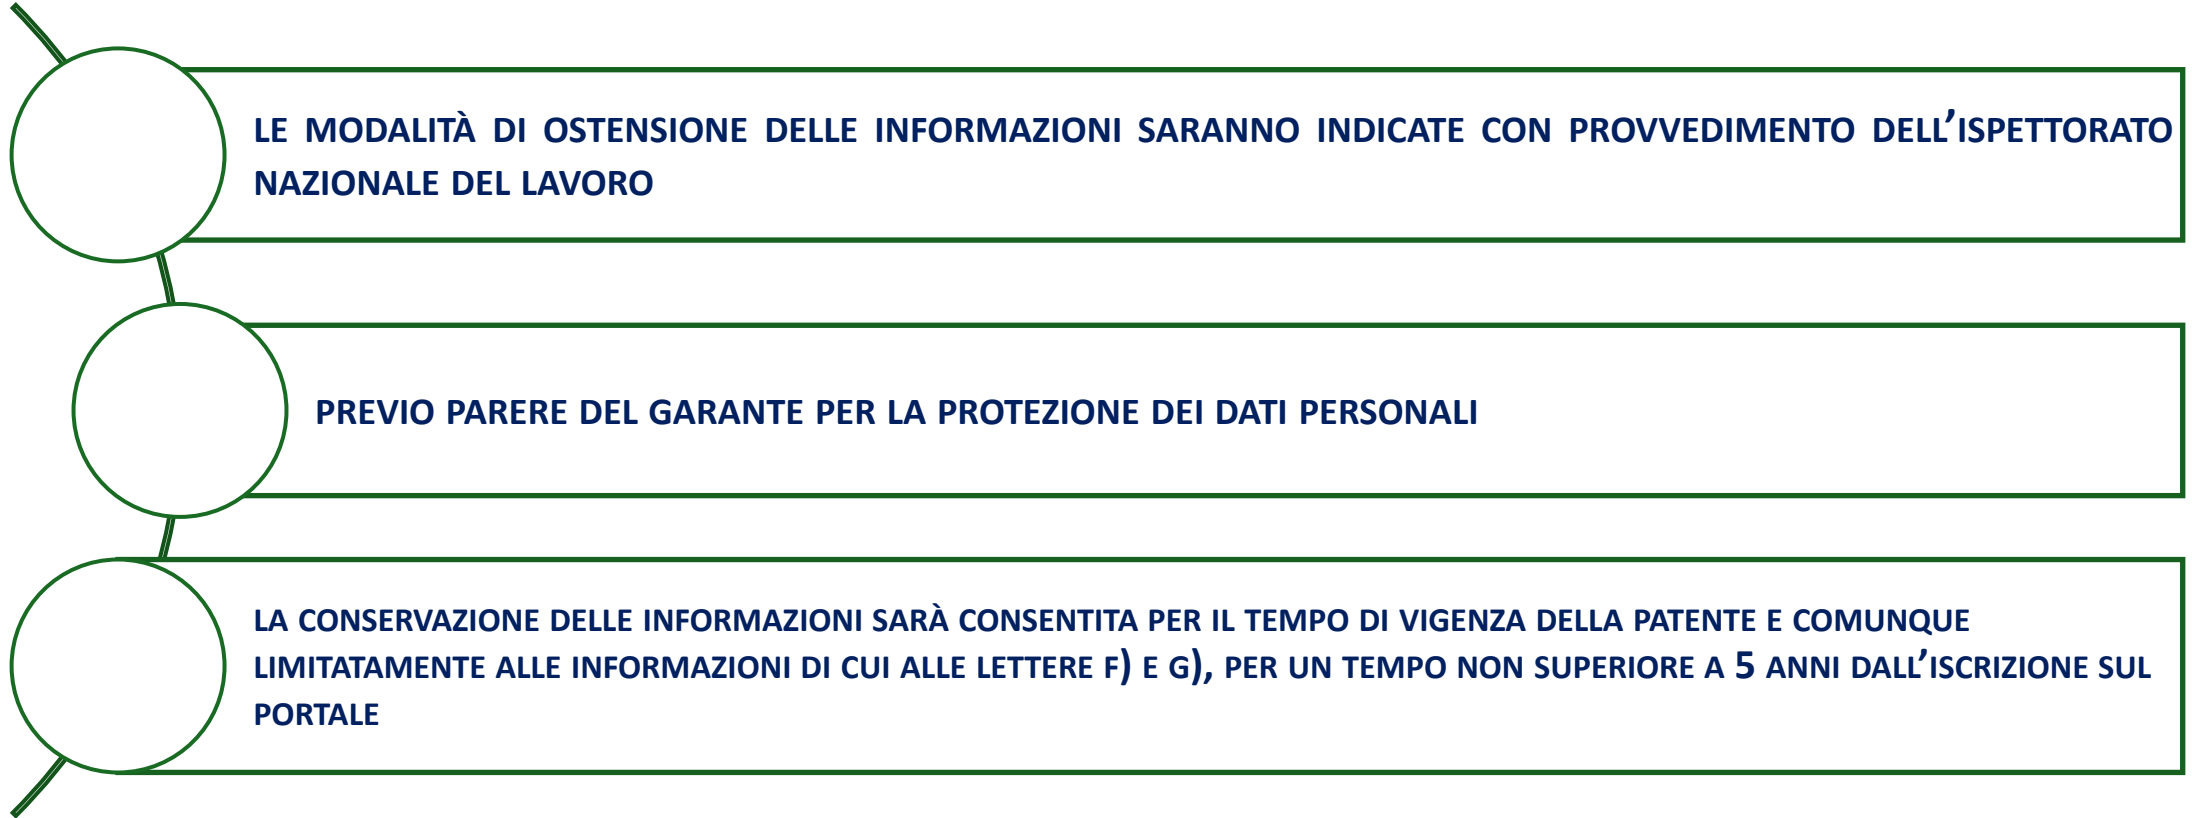 LE MODALITÀ DI OSTENSIONE DELLE INFORMAZIONI SARANNO INDICATE CON PROVVEDIMENTO DELL’ISPETTORATO
NAZIONALE DEL LAVORO
PREVIO PARERE DEL GARANTE PER LA PROTEZIONE DEI DATI PERSONALI
LA CONSERVAZIONE DELLE INFORMAZIONI SARÀ CONSENTITA PER IL TEMPO DI VIGENZA DELLA PATENTE E COMUNQUE
LIMITATAMENTE ALLE INFORMAZIONI DI CUI ALLE LETTERE F) E G), PER UN TEMPO NON SUPERIORE A 5 ANNI DALL’ISCRIZIONE SUL
PORTALE